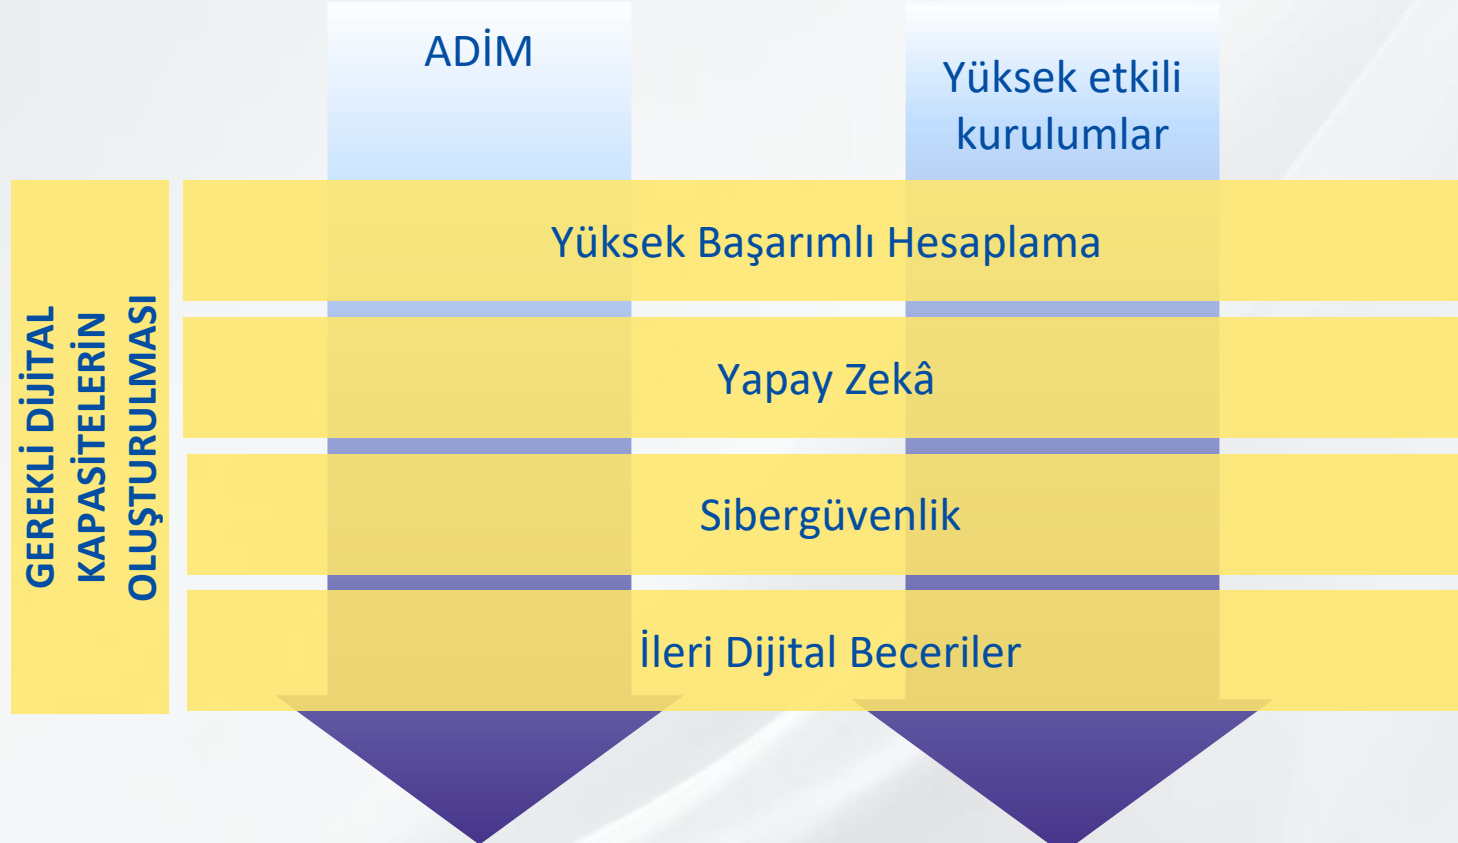 ADİM
Yüksek etkili
kurulumlar
GEREKLİ DİJİTAL
KAPASİTELERİN
OLUŞTURULMASI
Yüksek Başarımlı Hesaplama
Yapay Zekâ
Sibergüvenlik
İleri Dijital Beceriler